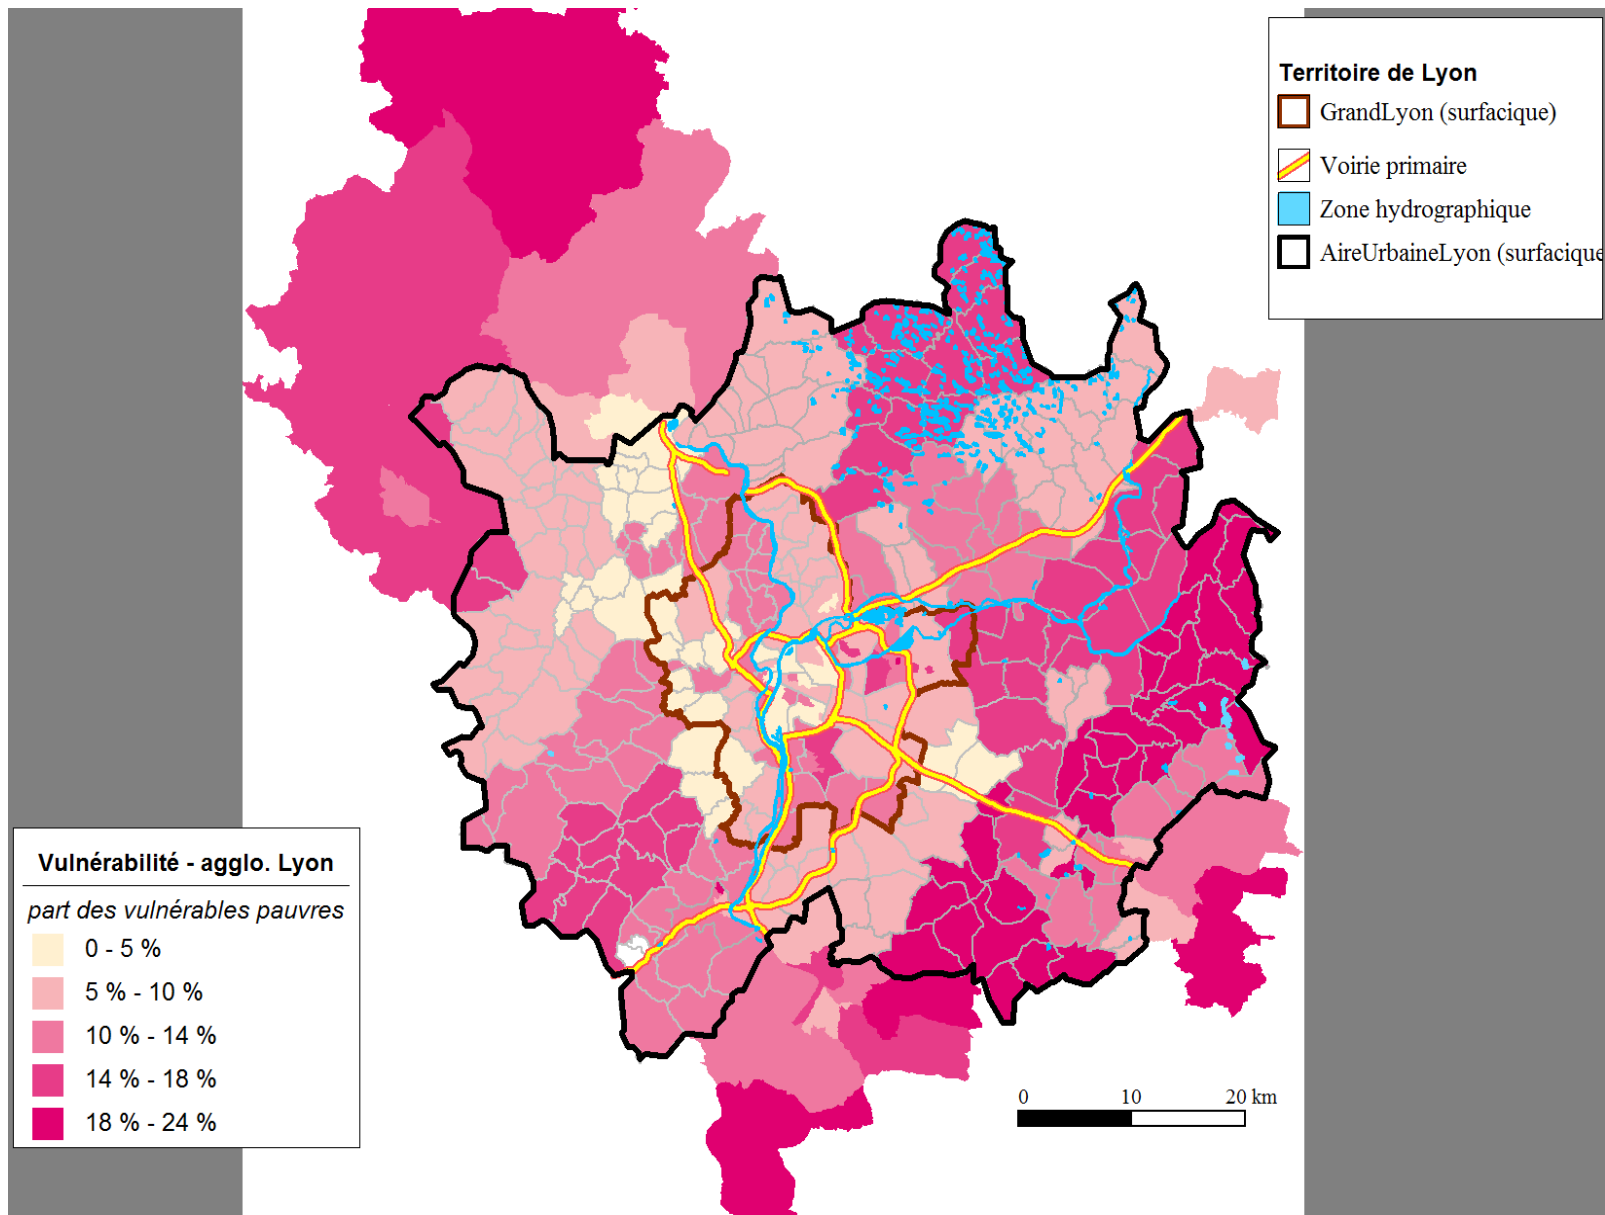 Territoire de Lyon
GrandLyon (surfacique)
Voirie primaire
Zone hydrographique
AireUrbaineLyon (surfacique
Vulnérabilité - agglo. Lyon
part des vulnérables pauvres
0 - 5 %
5 % - 10 %
10 % - 14 %
14 % - 18 %
18 % - 24 %
0 10 20 km